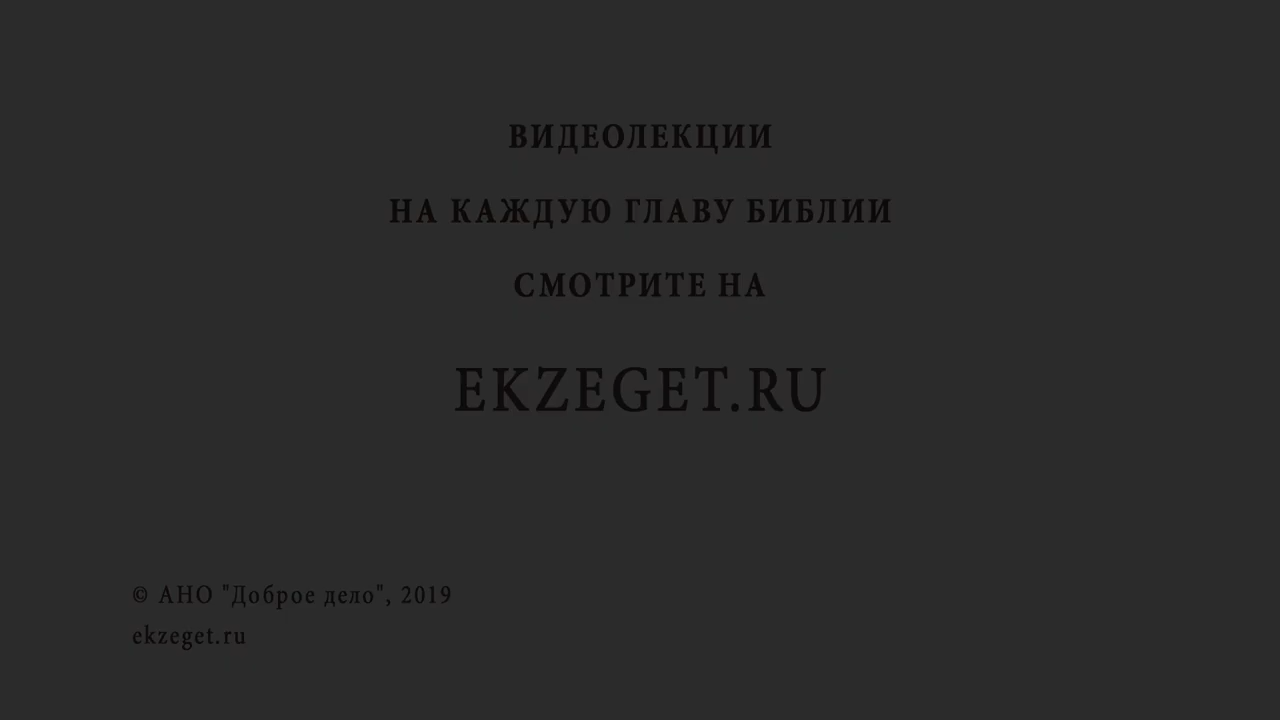 ВИДЕОЛЕКЦИИ
НА КАЖДУЮ ГЛАВУ БИБЛИИ
СМОТРИТЕ НА
EKZEGET.RU
© АНО "Доброе дело", 2019
ekzeget.ru